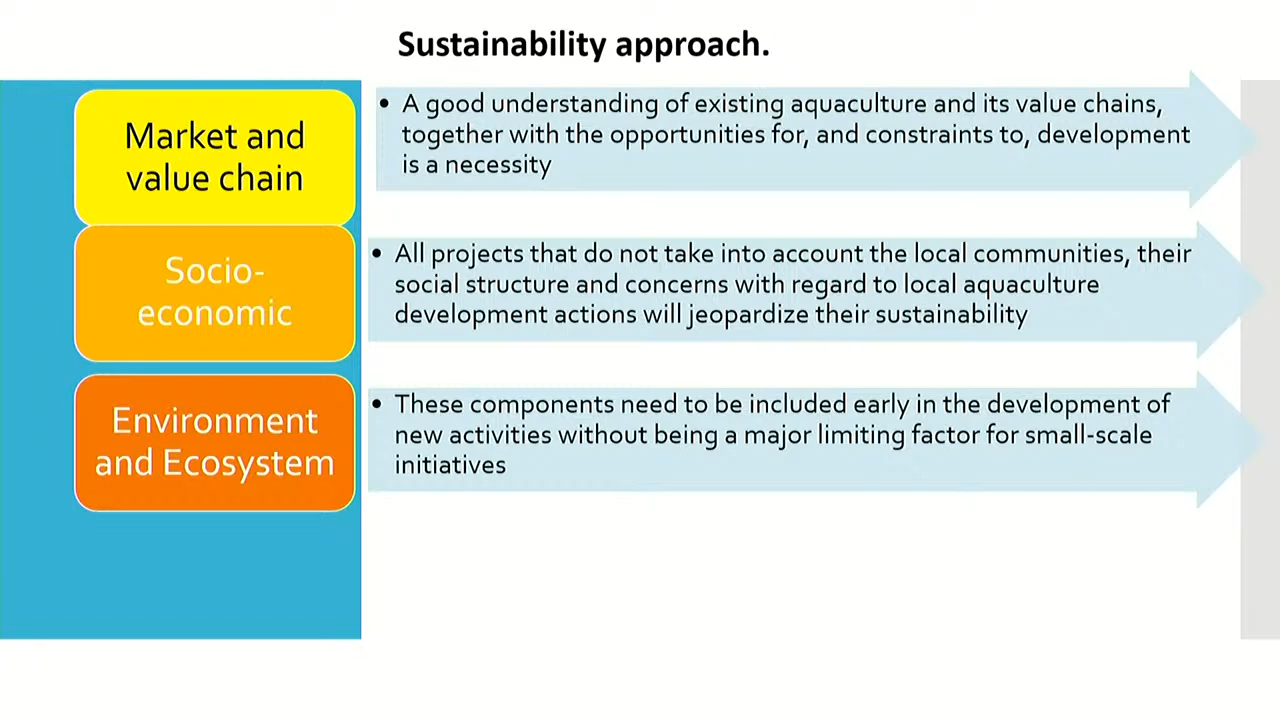 Sustainability approach.
Market and
value chain
• A good understanding of existing aquaculture and its value chains,
together with the opportunities for, and constraints to, development
is a necessity
Socio-
economic
• All projects that do not take into account the local communities, their
social structure and concerns with regard to local aquaculture
development actions will jeopardize their sustainability
Environment
and Ecosystem
• These components need to be included early in the development of
new activities without being a major limiting factor for small-scale
initiatives